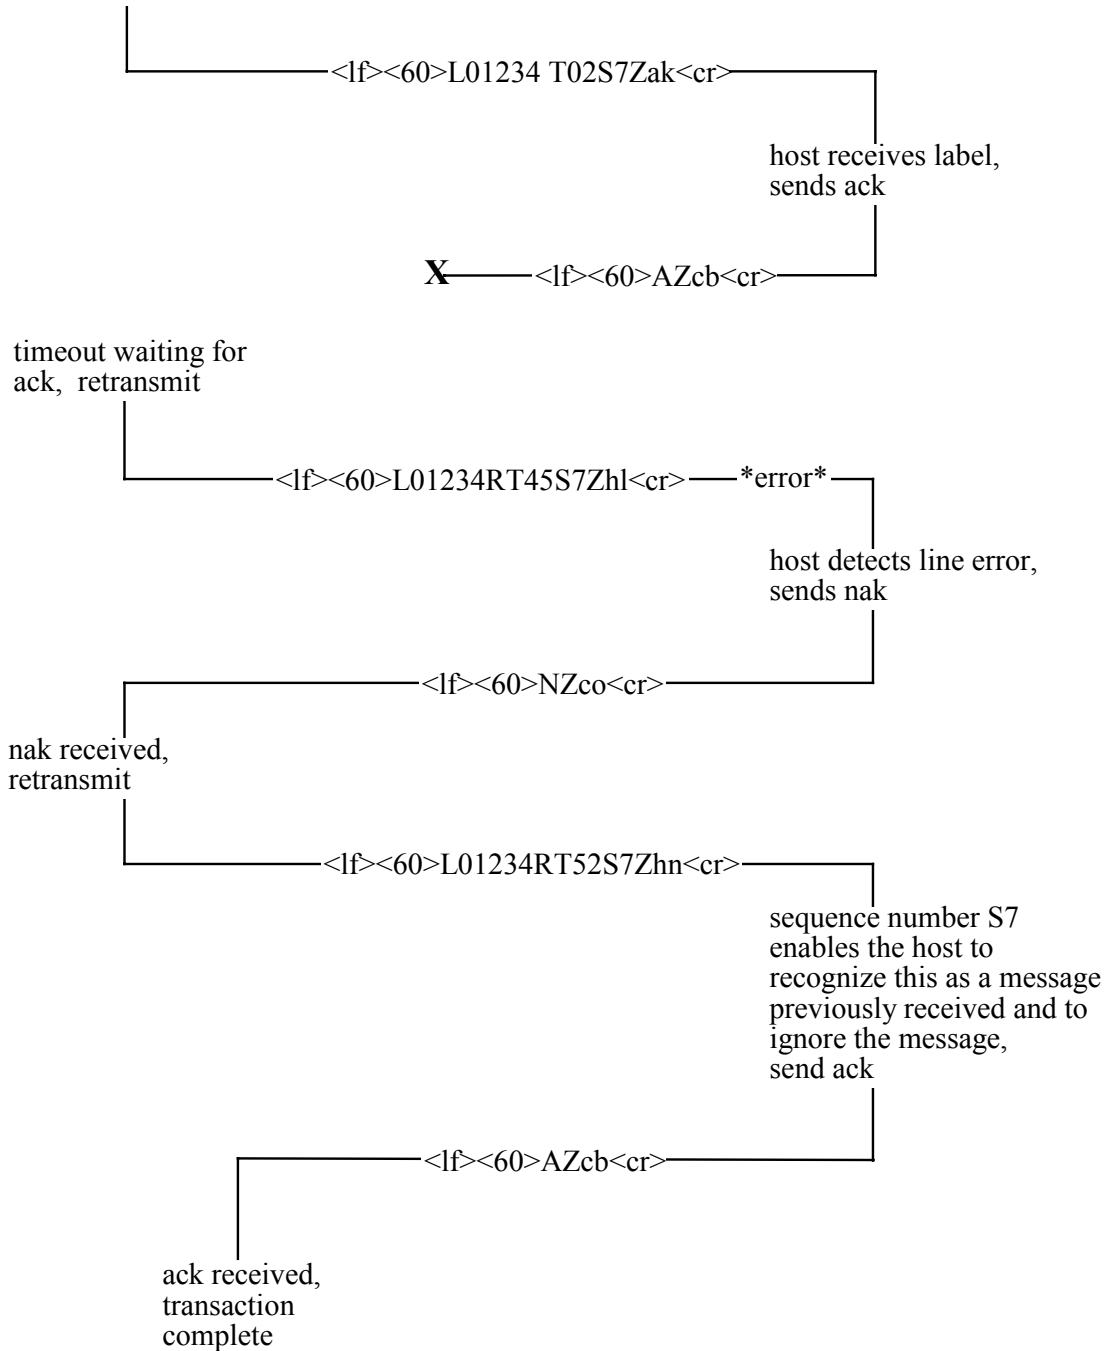 <lf><60>L01234 T02S7Zak<cr>
host receives label,
sends ack
X
<lf><60>AZcb<cr>
timeout waiting for
ack, retransmit
<lf><60>L01234RT45S7Zhl<cr>
*error*
host detects line error,
sends nak
<lf><60>NZco<cr>
nak received,
retransmit
<lf><60>L01234RT52S7Zhn<cr>
sequence number S7
enables the host to
recognize this as a message
previously received and to
ignore the message,
send ack
<lf><60>AZcb<cr>
ack received,
transaction
complete